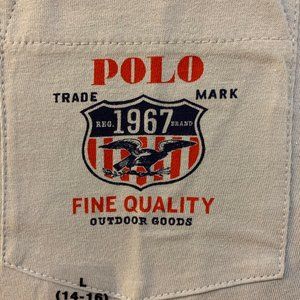 POLO
TRADE MARK
REG. 1967 BRAND
FINE QUALITY
OUTDOOR GOODS
L
(14-16)